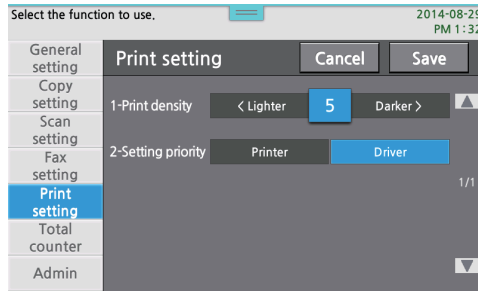 Select the function to use.
2014-08-29
PM 1:32
General
setting
Copy
setting
Scan
setting
Fax
setting
Print
setting
Total
counter
Admin
Print setting
Cancel
Save
1-Print density
< Lighter
5
Darker >
2-Setting priority
Printer
Driver
1/1